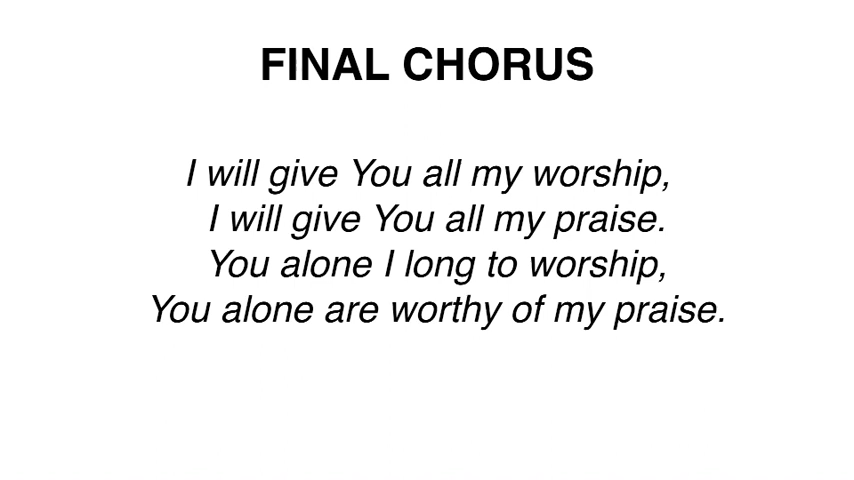 FINAL CHORUS
I will give You all my worship,
I will give You all my praise.
You alone I long to worship,
You alone are worthy of my praise.